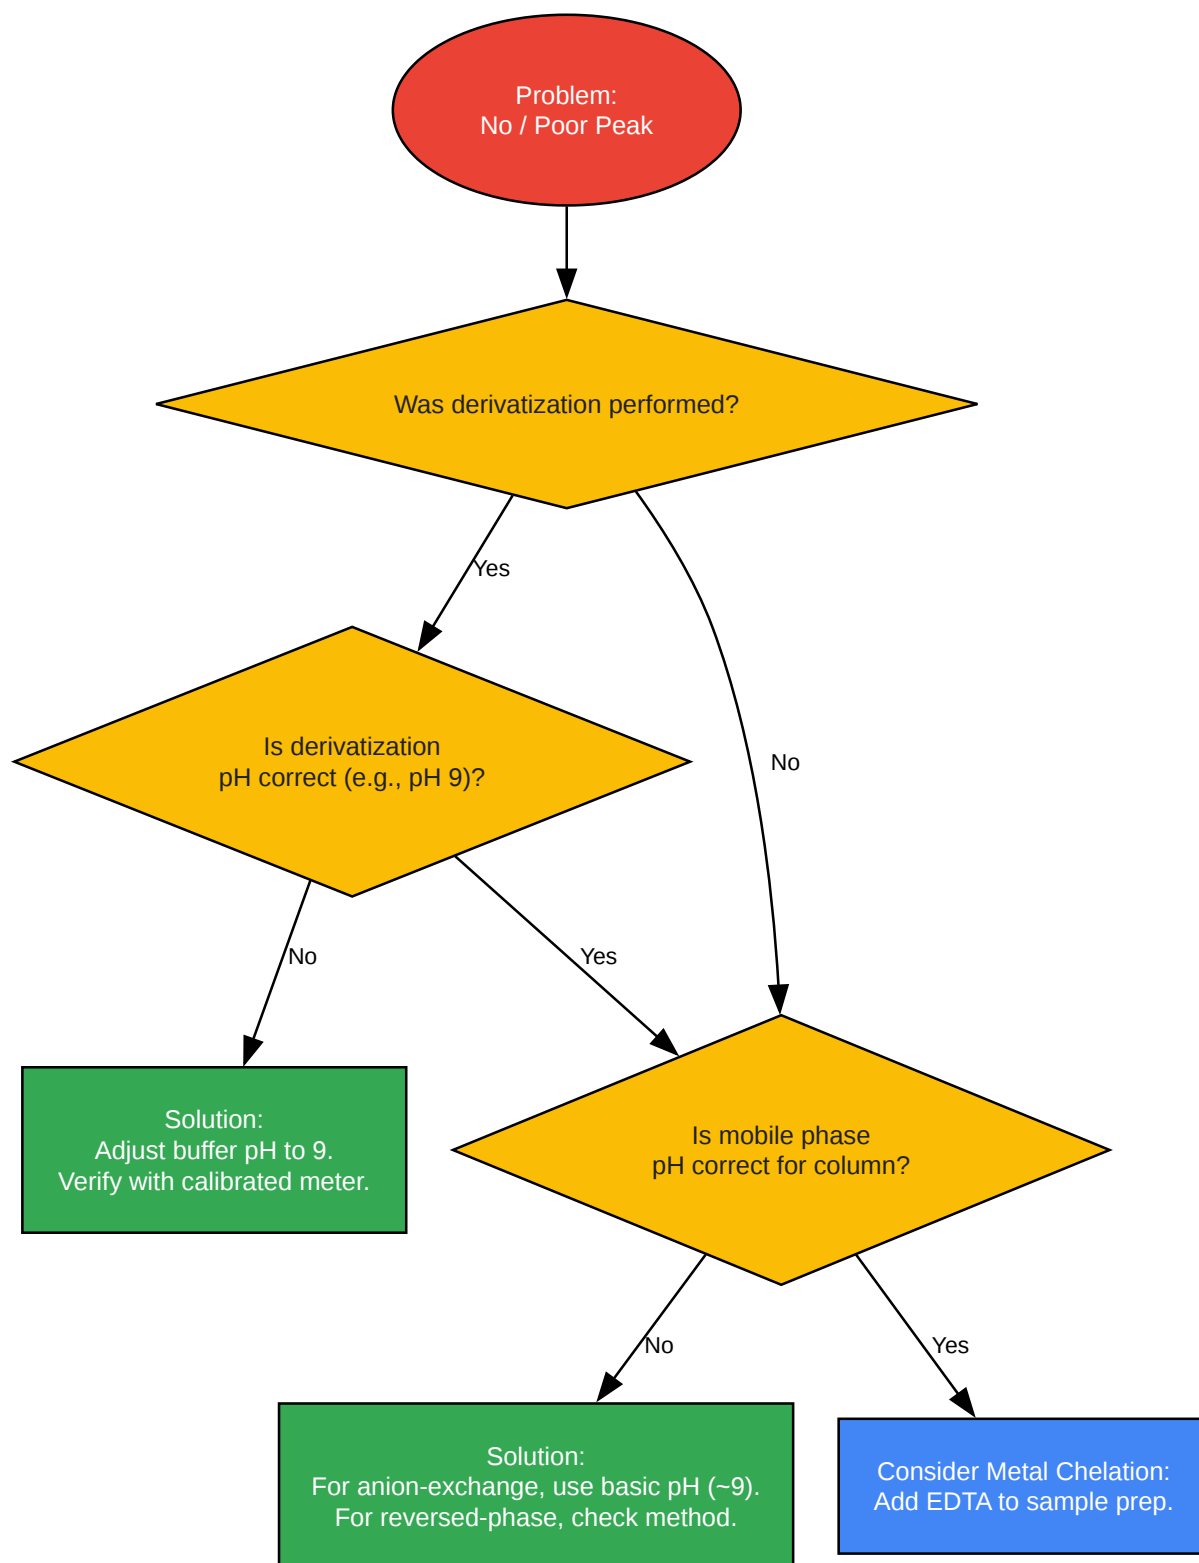 Problem:
No / Poor Peak
Was derivatization performed?
Yes
No
Is derivatization
pH correct (e.g., pH 9)?
No
Yes
Solution:
Adjust buffer pH to 9.
Verify with calibrated meter.
Is mobile phase
pH correct for column?
No
Yes
Solution:
For anion-exchange, use basic pH (~9).
For reversed-phase, check method.
Consider Metal Chelation:
Add EDTA to sample prep.